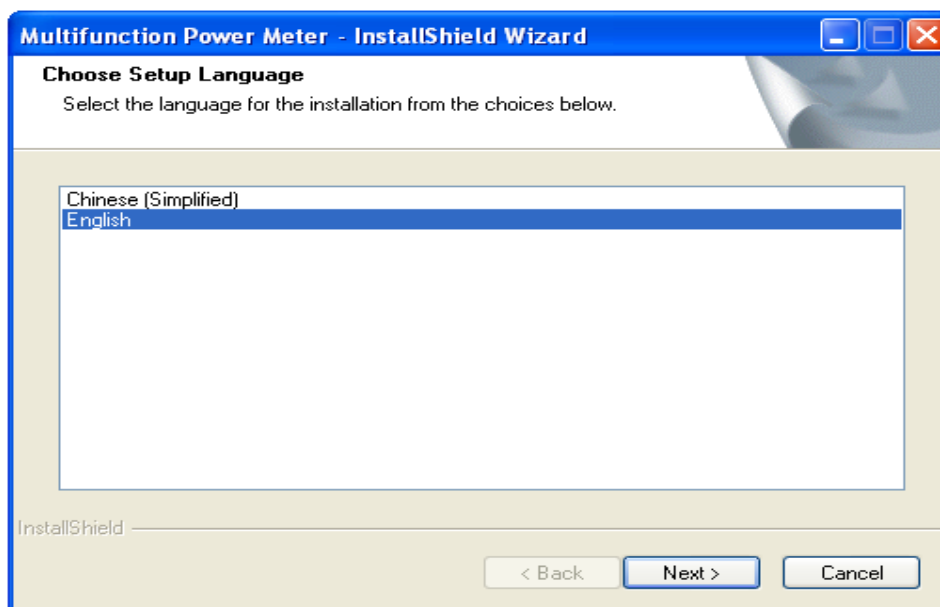 Multifunction Power Meter - InstallShield Wizard
Choose Setup Language
Select the language for the installation from the choices below.
Chinese (Simplified)
English
InstallShield
< Back
Next >
Cancel